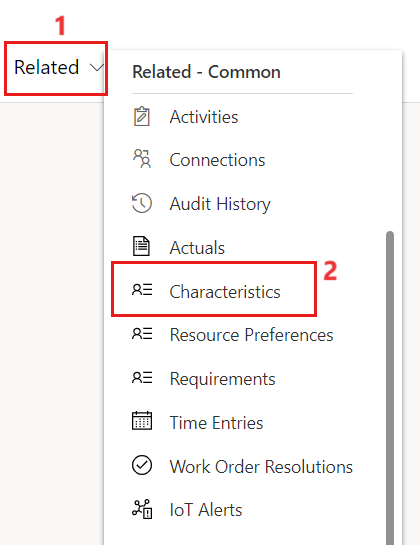 1
Related
Related - Common
Activities
Connections
Audit History
Actuals
Characteristics
2
Resource Preferences
Requirements
Time Entries
Work Order Resolutions
IoT Alerts